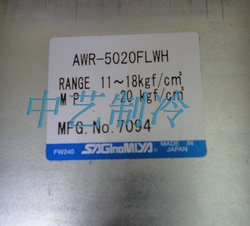 AWR-5020FLWH
RANGE 11~18kgf/c㎡
M P 20 kgf/c㎡
中艺制冷
MFG. No. 7094
FW240 SAGInoMIYA MADE IN JAPAN